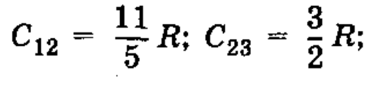 C₁₂ = 11/5 R; C₂₃ = 3/2 R;